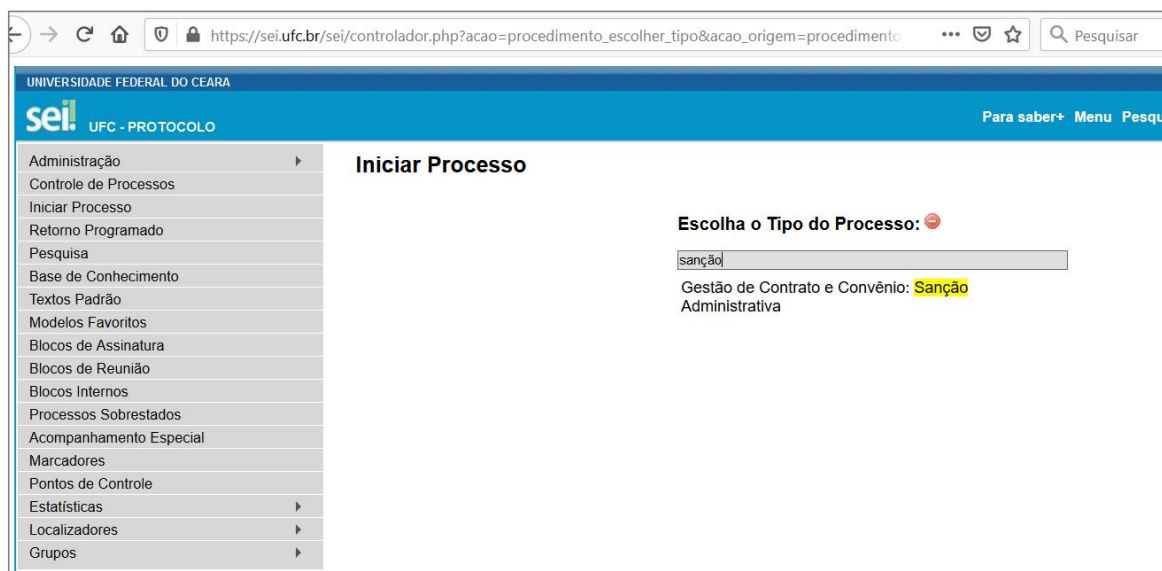 https://sei.ufc.br/sei/controlador.php?acao=procedimento_escolher_tipo&acao_origem=procedimento
Pesquisar
UNIVERSIDADE FEDERAL DO CEARA
sei! UFC - PROTOCOLO
Para saber+ Menu Pesqu
Administração
Controle de Processos
Iniciar Processo
Retorno Programado
Pesquisa
Base de Conhecimento
Textos Padrão
Modelos Favoritos
Blocos de Assinatura
Blocos de Reunião
Blocos Internos
Processos Sobrestados
Acompanhamento Especial
Marcadores
Pontos de Controle
Estatísticas
Localizadores
Grupos
Iniciar Processo
Escolha o Tipo do Processo:
sanção
Gestão de Contrato e Convênio: Sanção
Administrativa